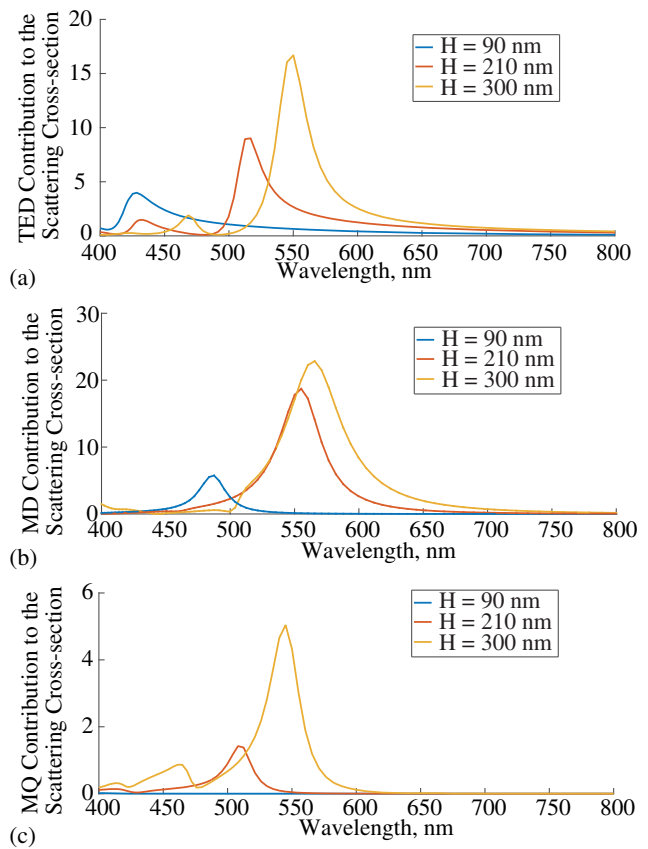 TED Contribution to the
Scattering Cross-section
20
15
10
5
0
H = 90 nm
H = 210 nm
H = 300 nm
400 450 500 550 600 650 700 750 800
Wavelength, nm
(a)
MD Contribution to the
Scattering Cross-section
30
20
10
0
H = 90 nm
H = 210 nm
H = 300 nm
400 450 500 550 600 650 700 750 800
Wavelength, nm
(b)
MQ Contribution to the
Scattering Cross-section
6
4
2
0
H = 90 nm
H = 210 nm
H = 300 nm
400 450 500 550 600 650 700 750 800
Wavelength, nm
(c)